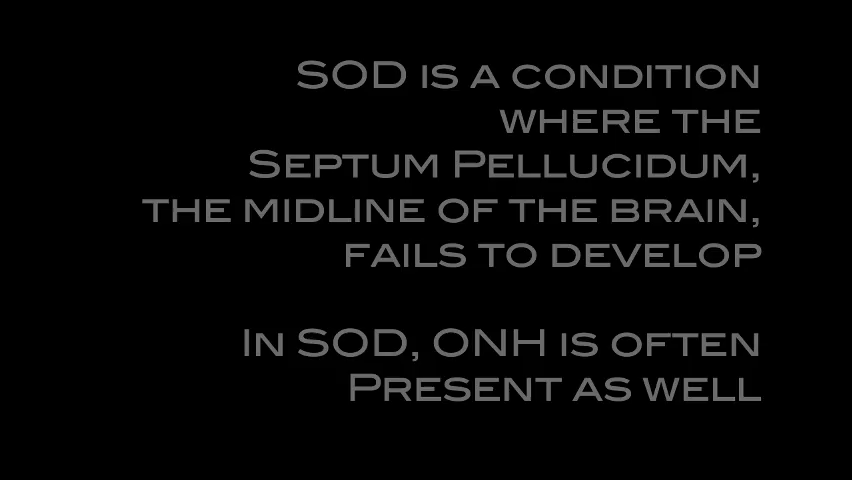 SOD is a condition
where the
Septum Pellucidum,
the midline of the brain,
fails to develop
In SOD, ONH is often
Present as well